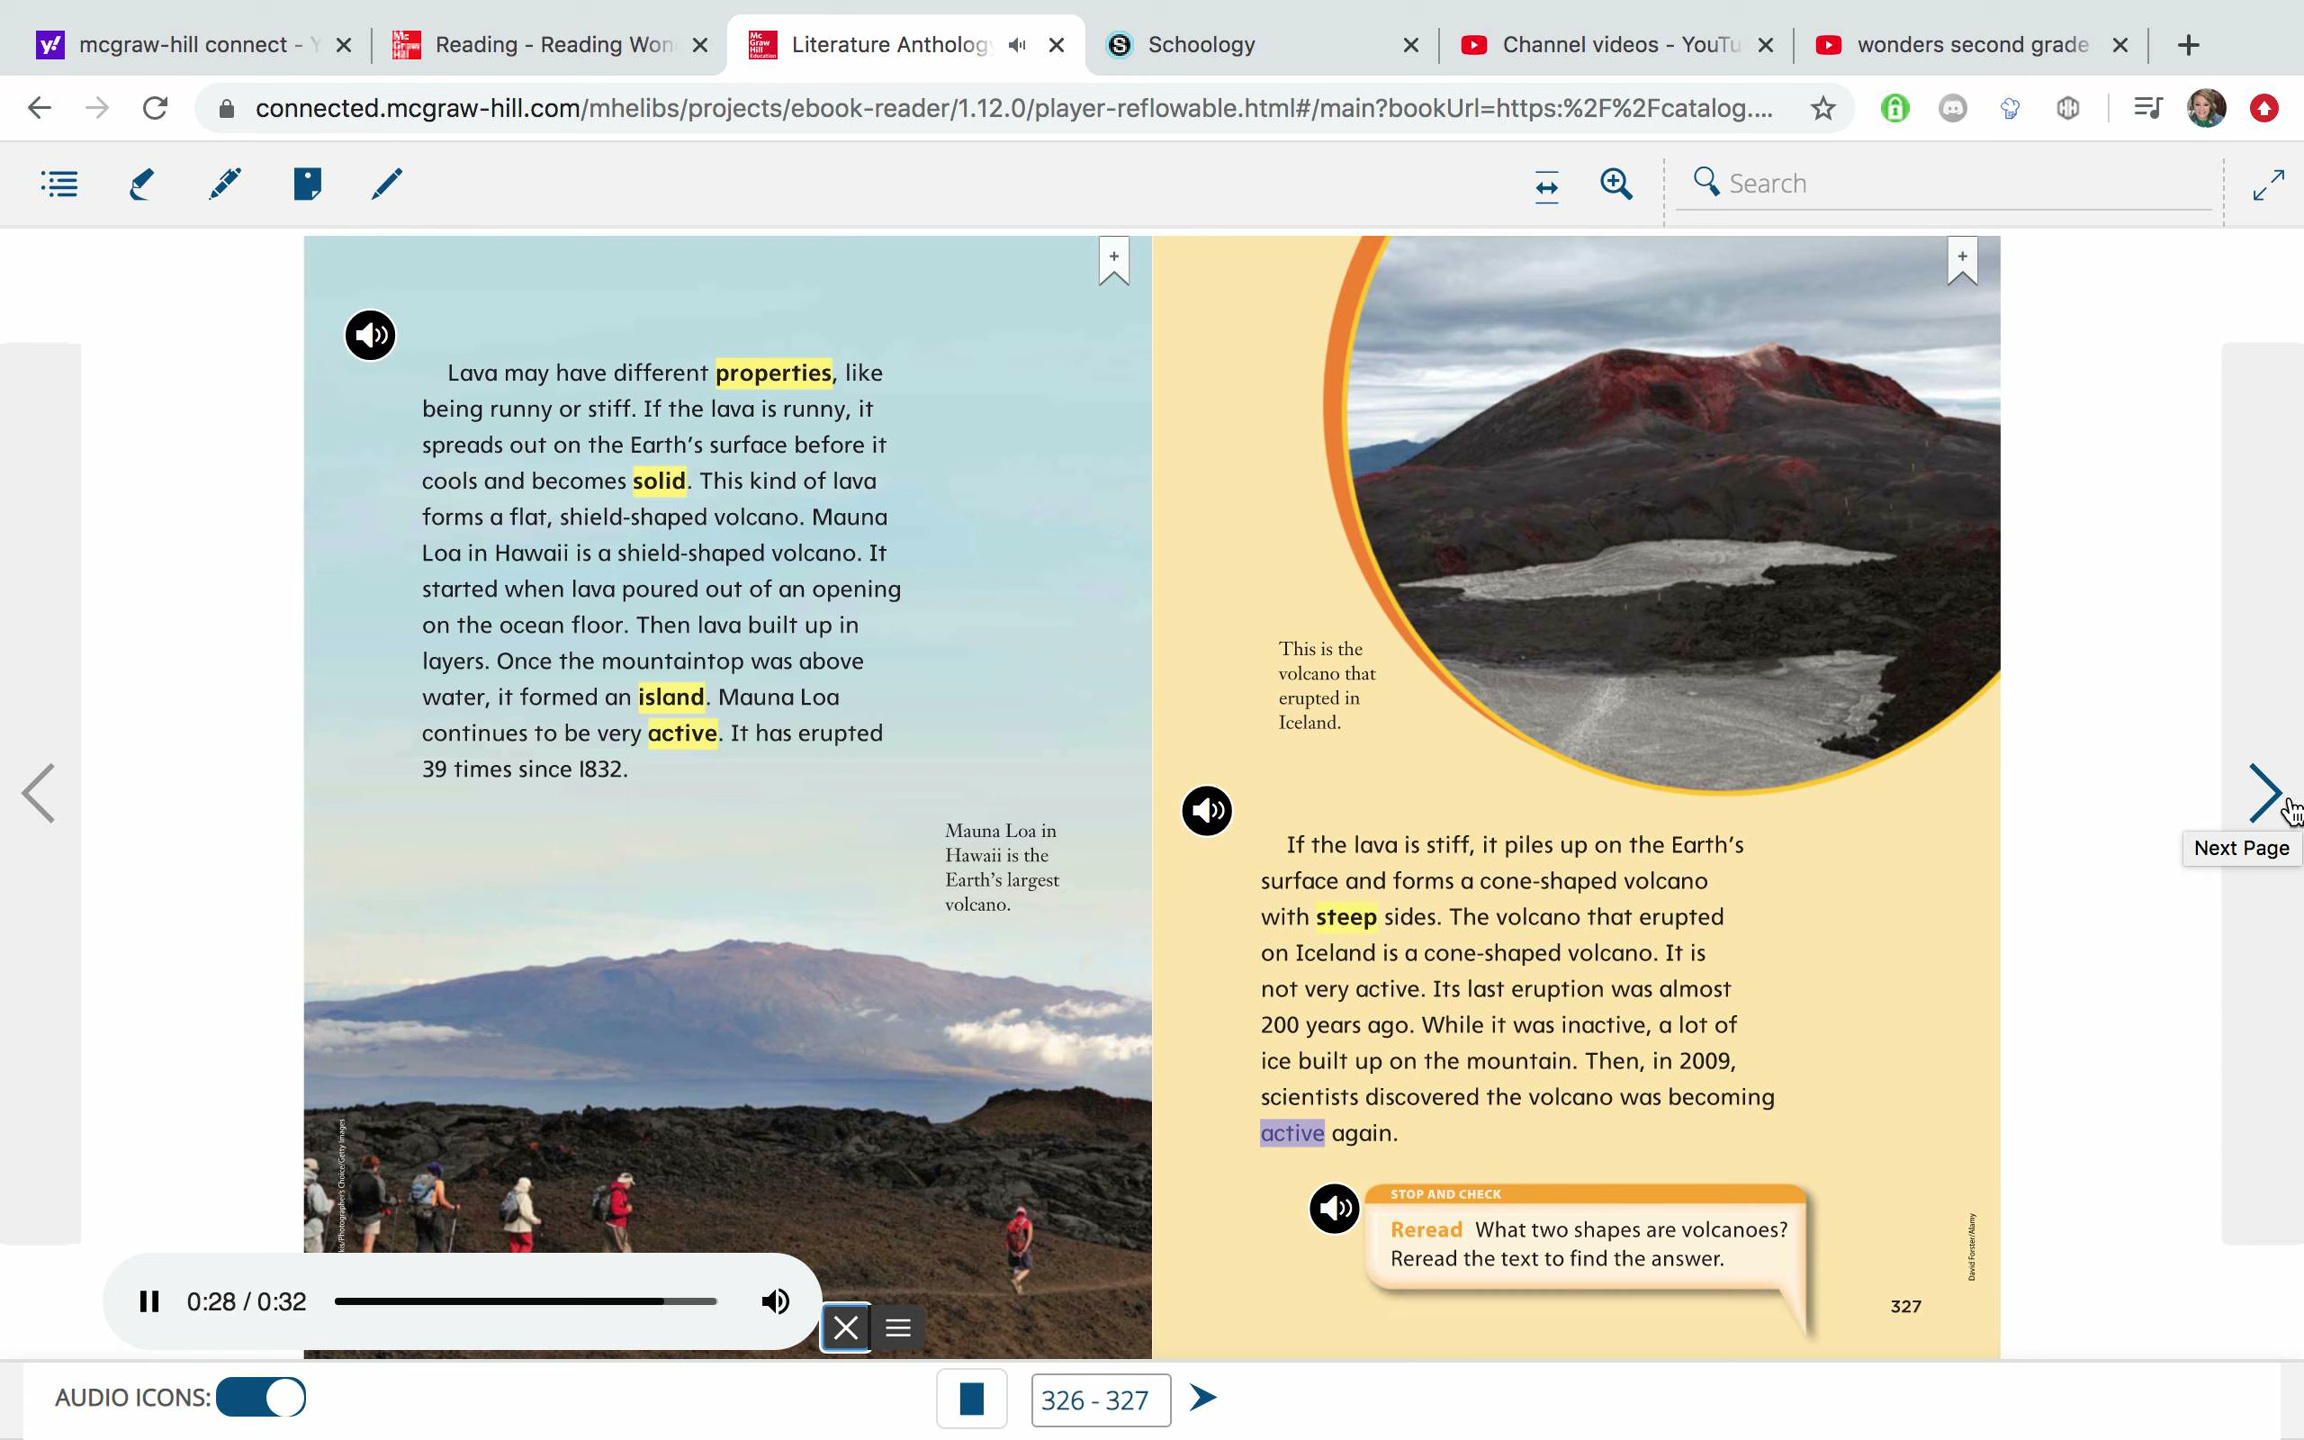 mcgraw-hill connect - Y
Reading - Reading Won
Literature Antholog
Schoology
Channel videos - YouTu
wonders second grade
connected.mcgraw-hill.com/mhelibs/projects/ebook-reader/1.12.0/player-reflowable.html#/main?bookUrl=https:%2F%2Fcatalog....
Search
Lava may have different properties, like
being runny or stiff. If the lava is runny, it
spreads out on the Earth's surface before it
cools and becomes solid. This kind of lava
forms a flat, shield-shaped volcano. Mauna
Loa in Hawaii is a shield-shaped volcano. It
started when lava poured out of an opening
on the ocean floor. Then lava built up in
layers. Once the mountaintop was above
water, it formed an island. Mauna Loa
continues to be very active. It has erupted
39 times since 1832.
Mauna Loa in
Hawaii is the
Earth's largest
volcano.
This is the
volcano that
erupted in
Iceland.
If the lava is stiff, it piles up on the Earth's
surface and forms a cone-shaped volcano
with steep sides. The volcano that erupted
on Iceland is a cone-shaped volcano. It is
not very active. Its last eruption was almost
200 years ago. While it was inactive, a lot of
ice built up on the mountain. Then, in 2009,
scientists discovered the volcano was becoming
active again.
STOP AND CHECK
Reread What two shapes are volcanoes?
Reread the text to find the answer.
David Forster/Alamy
327
Next Page
0:28 / 0:32
AUDIO ICONS:
326 - 327